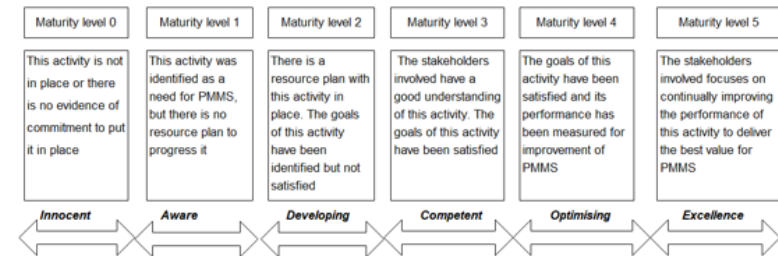 Maturity level 0
Maturity level 1
Maturity level 2
Maturity level 3
Maturity level 4
Maturity level 5
This activity is not
in place or there
is no evidence of
commitment to put
it in place
This activity was
identified as a
need for PMMS,
but there is no
resource plan to
progress it
There is a
resource plan with
this activity in
place. The goals
of this activity
have been
identified but not
satisfied
The stakeholders
involved have a
good understanding
of this activity. The
goals of this activity
have been satisfied
The goals of this
activity have been
satisfied and its
performance has
been measured for
improvement of
PMMS
The stakeholders
involved focuses on
continually improving
the performance of
this activity to deliver
the best value for
PMMS
Innocent
Aware
Developing
Competent
Optimising
Excellence